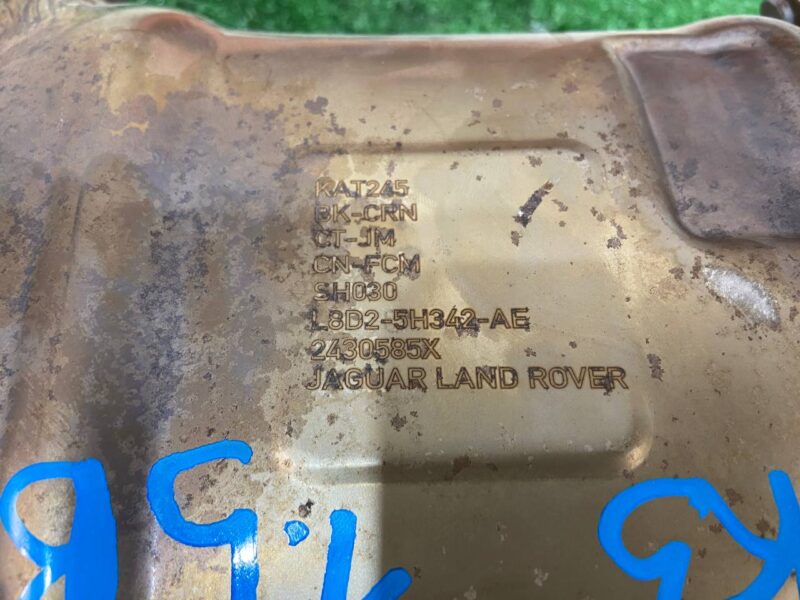 KAT245
BK-CRN
CT-JM
CN-FCM
SH030
L8D2-5H342-AE
2430585X
JAGUAR LAND ROVER